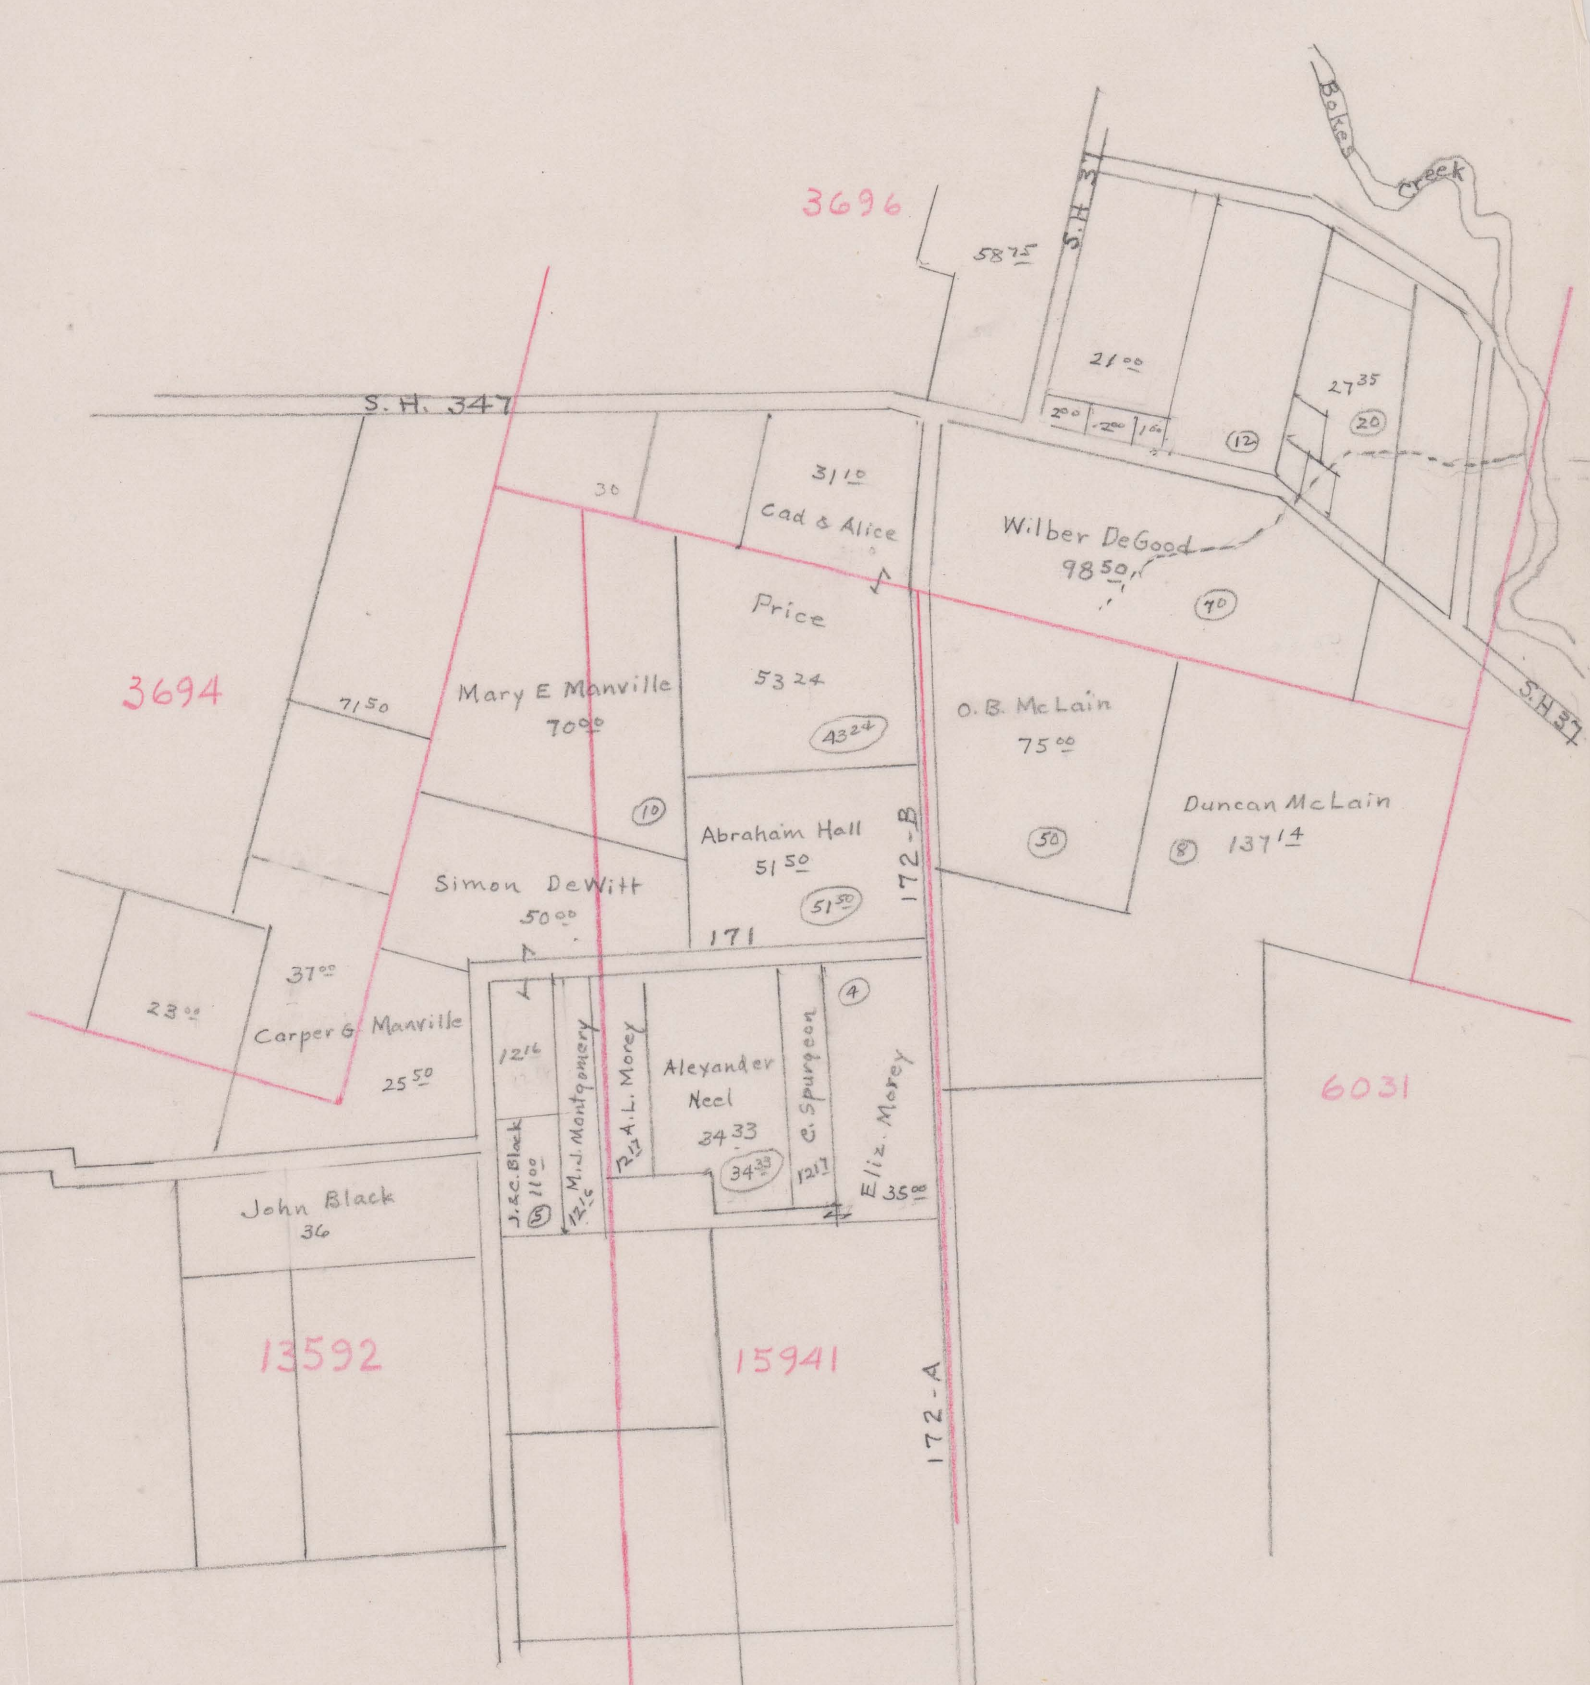 Bokes Creek
3696
58 75
S.H 31
21 00
2 00
2 00
1 00
12
27 35
20
S. H. 347
30
31 10
Cad & Alice
Price
53 24
43 24
Wilber DeGood
98 50
70
3694
71 50
Mary E Manville
70 00
10
O. B. McLain
75 00
50
S.H 37
Duncan McLain
8
137 14
Abraham Hall
51 50
51 50
172-B
Simon DeWitt
50 00
171
37 00
23 00
Carper G Manville
25 50
12 16
J. & C. Black
11 00
5
M. J. Montgomery
A. L. Morey
Alexander
Neel
34 33
34 33
C. Spurgeon
12 17
4
Eliz. Morey
35 00
6031
John Black
36
13592
15941
172-A